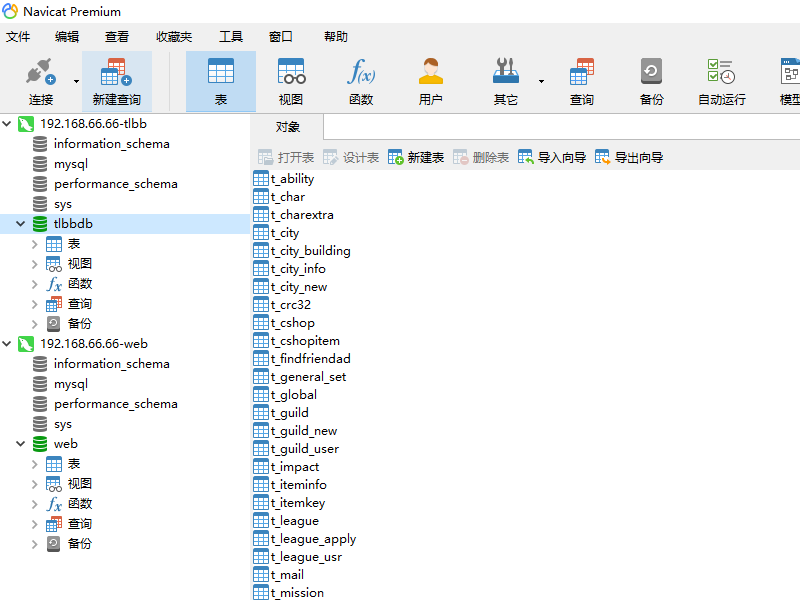 Navicat Premium
文件 编辑 查看 收藏夹 工具 窗口 帮助
连接 新建查询 表 视图 函数 用户 其它 查询 备份 自动运行 模型
192.168.66.66-tlbb
information_schema
mysql
performance_schema
sys
tlbbdb
表
视图
函数
查询
备份
192.168.66.66-web
information_schema
mysql
performance_schema
sys
web
表
视图
函数
查询
备份
对象
打开表 设计表 新建表 删除表 导入向导 导出向导
t_ability
t_char
t_charextra
t_city
t_city_building
t_city_info
t_city_new
t_crc32
t_cshop
t_cshopitem
t_findfriendad
t_general_set
t_global
t_guild
t_guild_new
t_guild_user
t_impact
t_iteminfo
t_itemkey
t_league
t_league_apply
t_league_usr
t_mail
t_mission